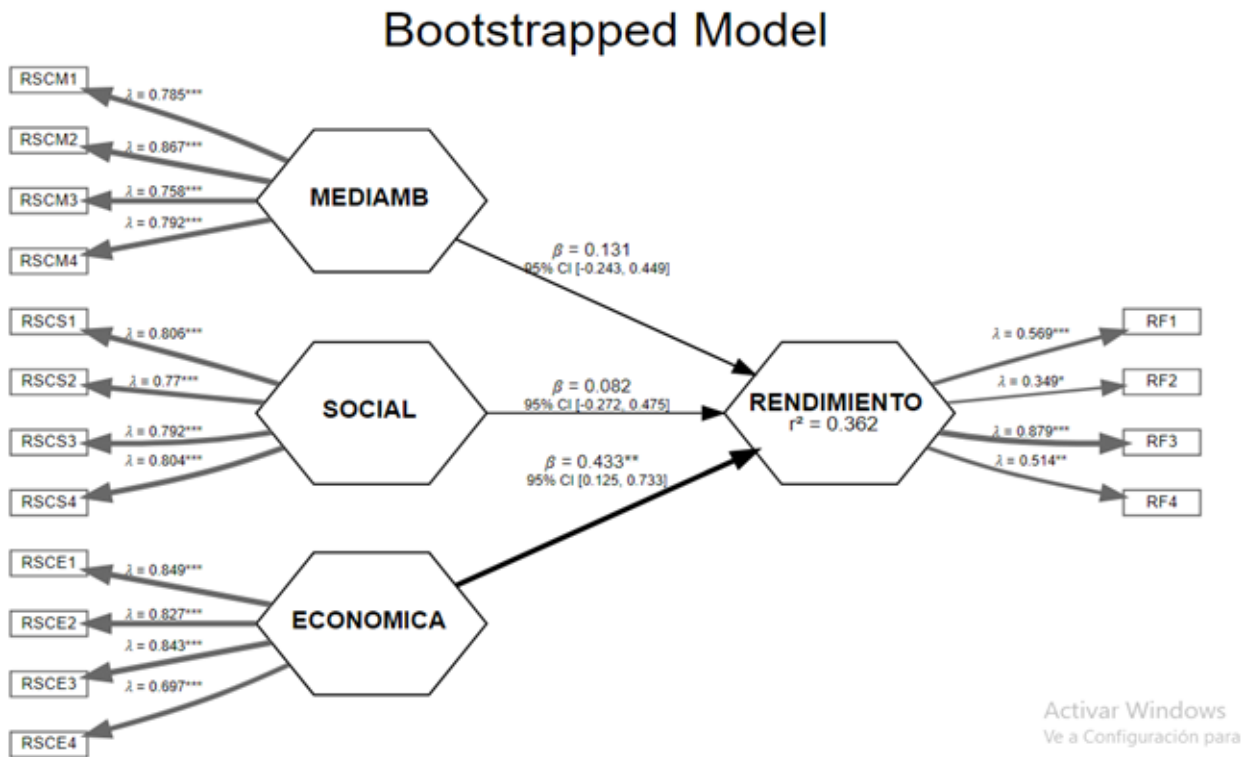 Bootstrapped Model
RSCM1
λ = 0.785***
RSCM2
λ = 0.867***
RSCM3
λ = 0.758***
RSCM4
λ = 0.792***
MEDIAMB
β = 0.131
95% CI [-0.243, 0.449]
RSCS1
λ = 0.806***
RSCS2
λ = 0.77***
RSCS3
λ = 0.792***
RSCS4
λ = 0.804***
SOCIAL
β = 0.082
95% CI [-0.272, 0.475]
RSCE1
λ = 0.849***
RSCE2
λ = 0.827***
RSCE3
λ = 0.843***
RSCE4
λ = 0.697***
ECONOMICA
β = 0.433**
95% CI [0.125, 0.733]
RENDIMIENTO
r² = 0.362
λ = 0.569***
RF1
λ = 0.349*
RF2
λ = 0.879***
RF3
λ = 0.514**
RF4
Activar Windows
Ve a Configuración para